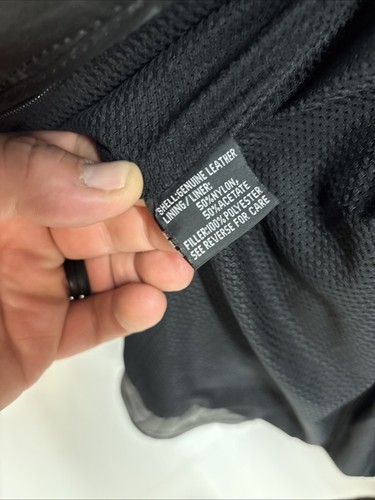 SHELL:GENUINE LEATHER
LINING / LINER:
50%NYLON,
50%ACETATE
FILLER:100%POLYESTER
SEE REVERSE FOR CARE